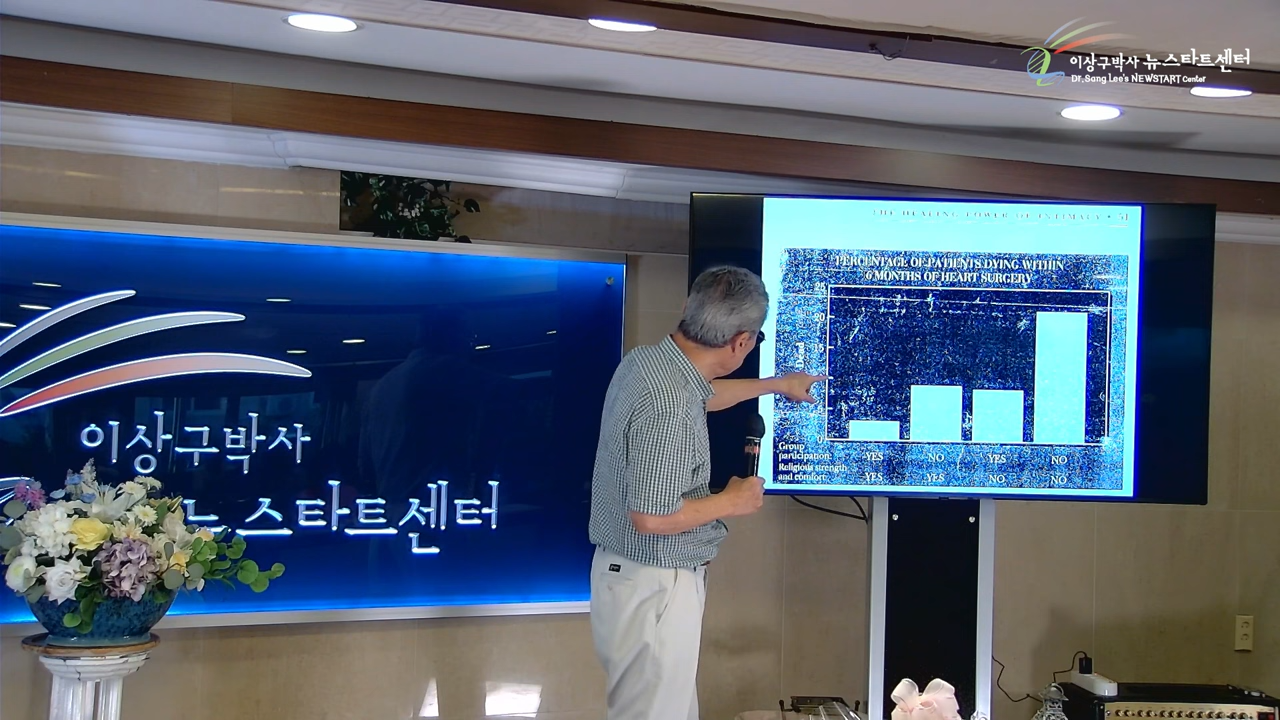 이상구박사 뉴스타트센터
Dr. Sang Lee's NEWSTART Center
THE HEALING POWER OF INTIMACY • 51
PERCENTAGE OF PATIENTS DYING WITHIN
6 MONTHS OF HEART SURGERY
25
20
15
0
Group
participation: YES NO YES NO
Religious strength
and comfort: YES YES NO NO
이상구박사
뉴스타트센터